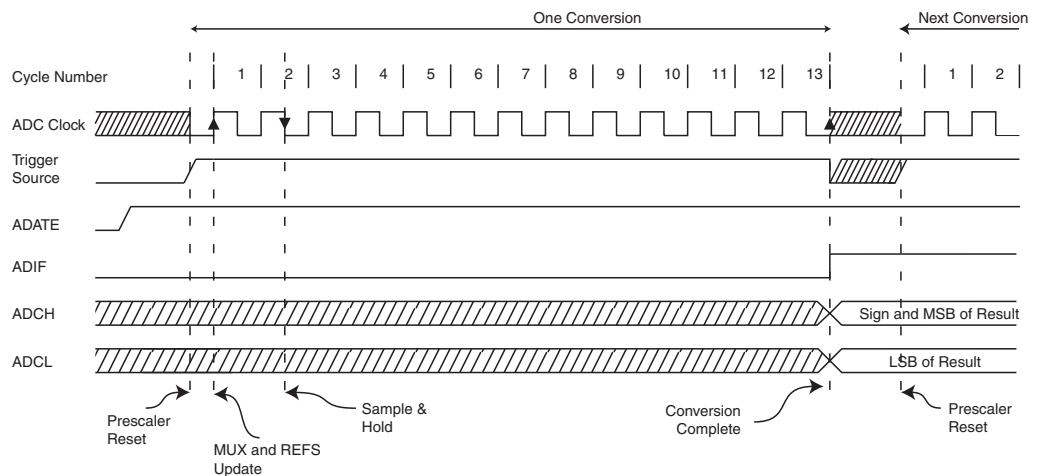 One Conversion
Next Conversion
Cycle Number
1 2 3 4 5 6 7 8 9 10 11 12 13 1 2
ADC Clock
Trigger
Source
ADATE
ADIF
ADCH
Sign and MSB of Result
ADCL
LSB of Result
Prescaler
Reset
MUX and REFS
Update
Sample &
Hold
Conversion
Complete
Prescaler
Reset